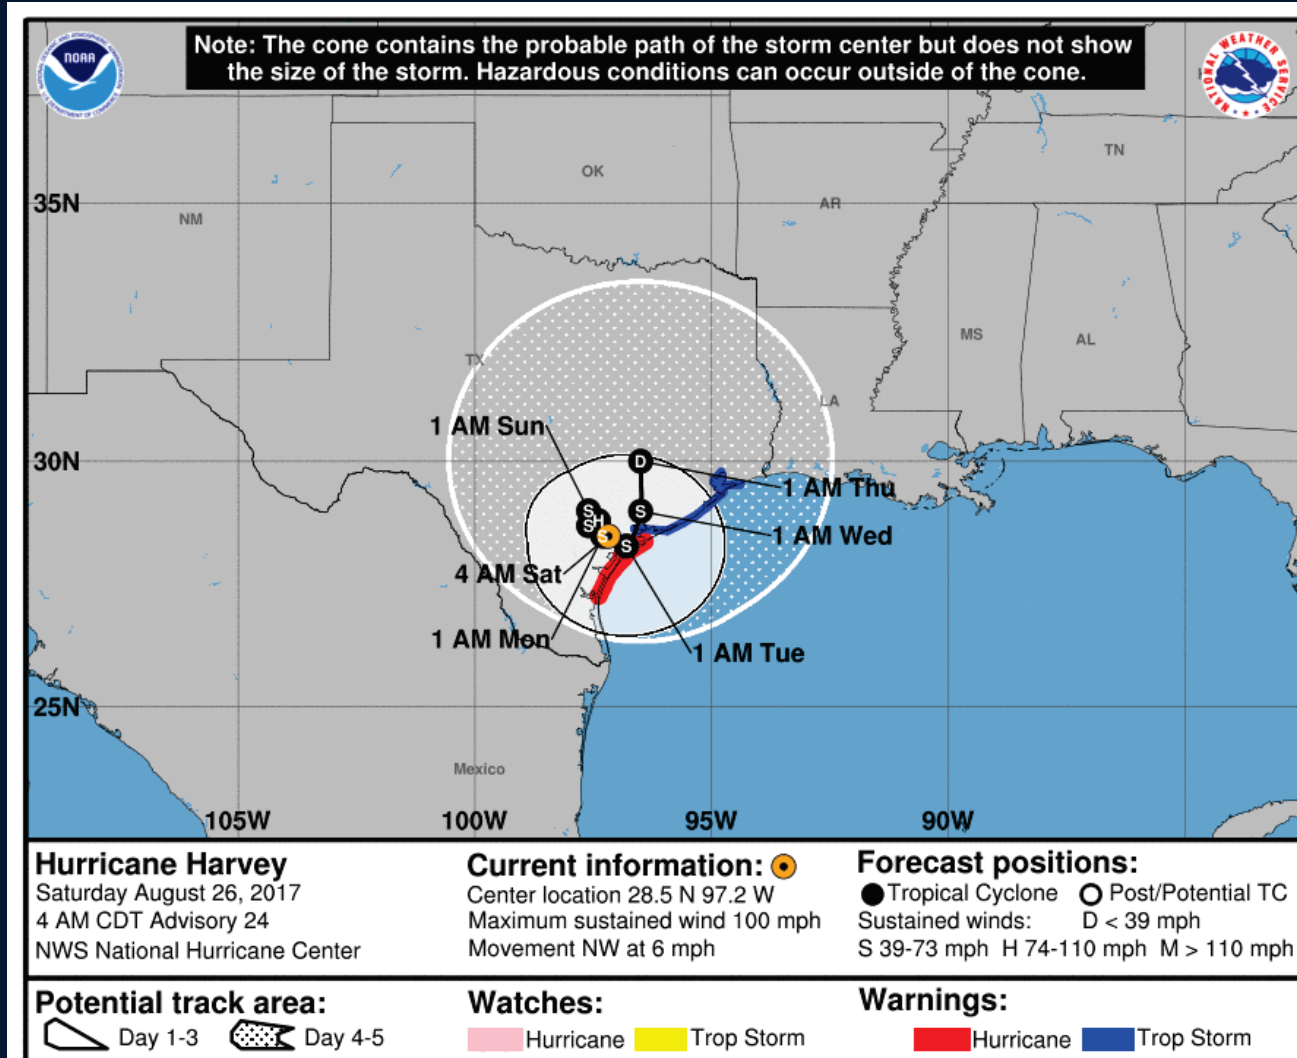 Note: The cone contains the probable path of the storm center but does not show
the size of the storm. Hazardous conditions can occur outside of the cone.
NOAA
NATIONAL WEATHER SERVICE
TN
OK
AR
35N
NM
MS
AL
TX
LA
1 AM Sun
30N
D
1 AM Thu
S
S
H
S
S
S
1 AM Wed
4 AM Sat
1 AM Mon
1 AM Tue
25N
Mexico
105W
100W
95W
90W
Hurricane Harvey
Saturday August 26, 2017
4 AM CDT Advisory 24
NWS National Hurricane Center
Current information:
Center location 28.5 N 97.2 W
Maximum sustained wind 100 mph
Movement NW at 6 mph
Forecast positions:
Tropical Cyclone Post/Potential TC
Sustained winds: D < 39 mph
S 39-73 mph H 74-110 mph M > 110 mph
Potential track area:
Day 1-3 Day 4-5
Watches:
Hurricane Trop Storm
Warnings:
Hurricane Trop Storm